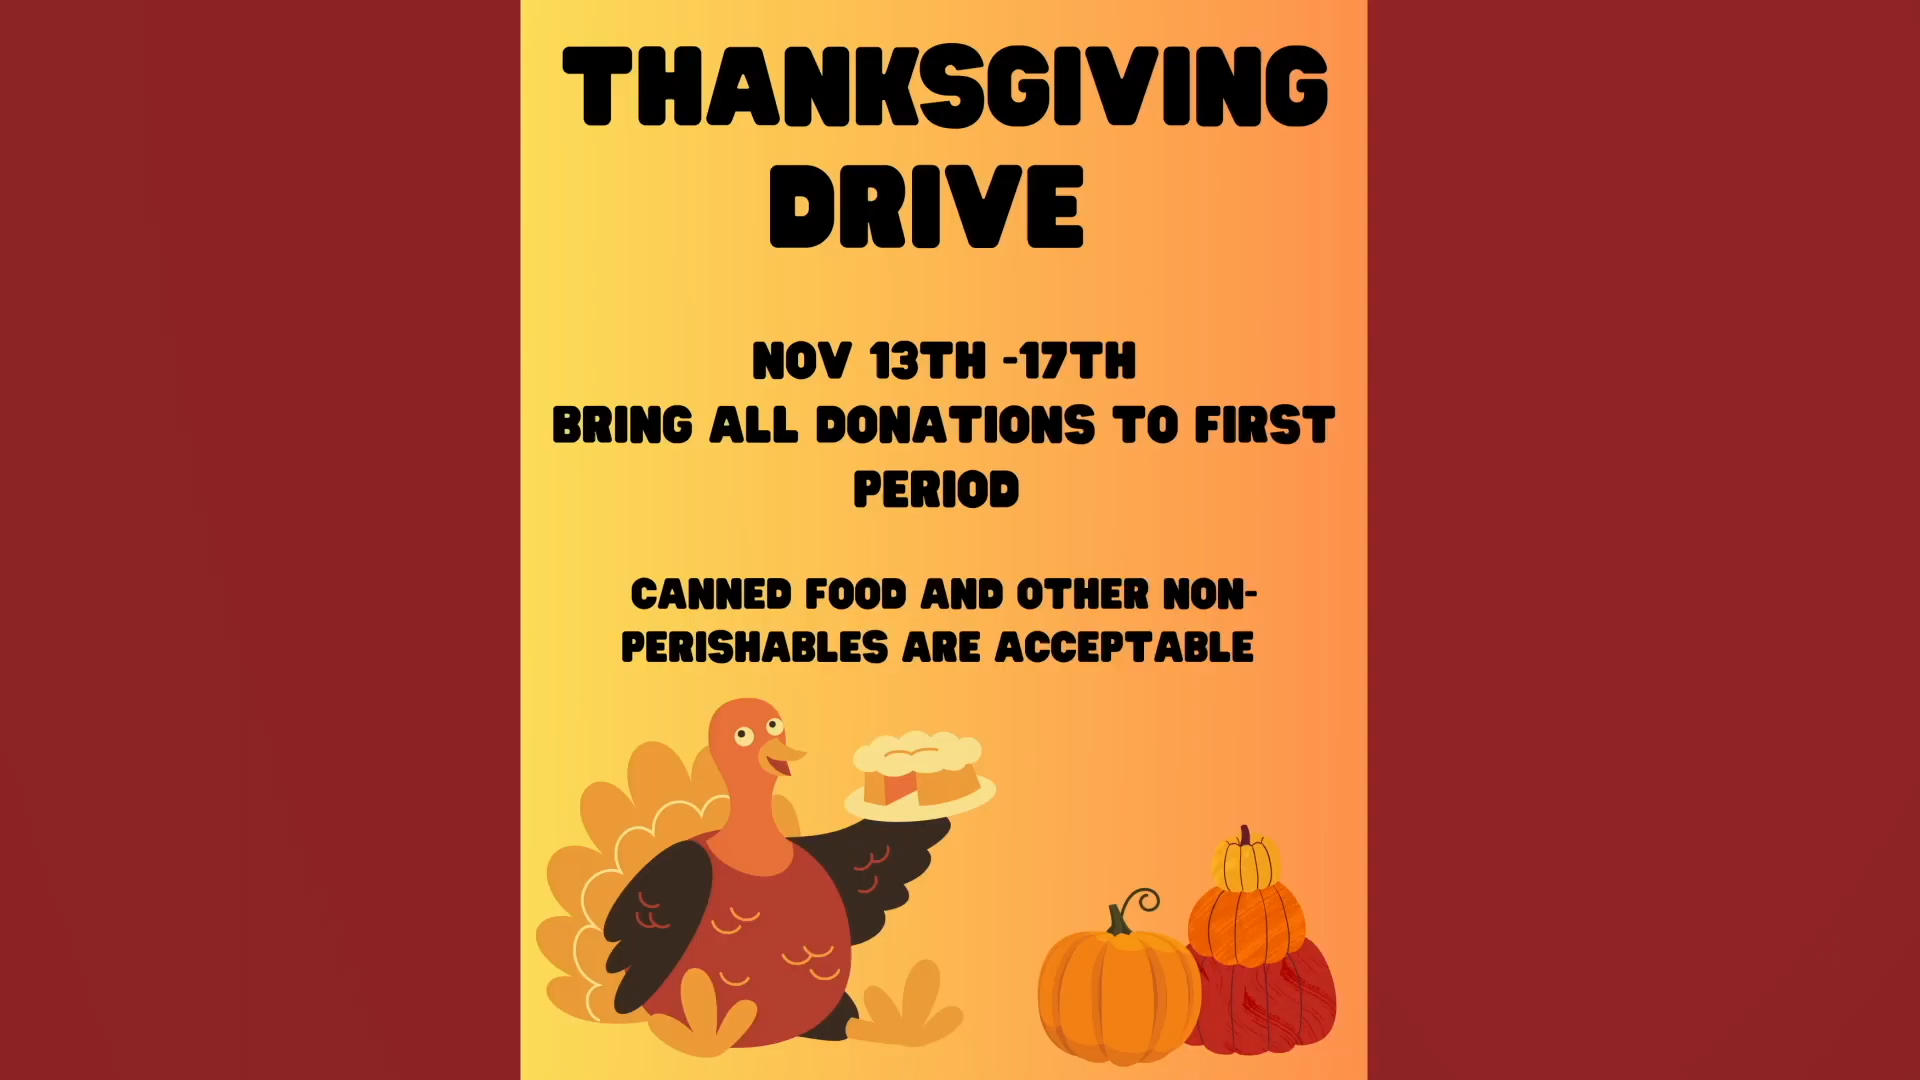 THANKSGIVING
DRIVE
NOV 13TH -17TH
BRING ALL DONATIONS TO FIRST
PERIOD
CANNED FOOD AND OTHER NON-
PERISHABLES ARE ACCEPTABLE